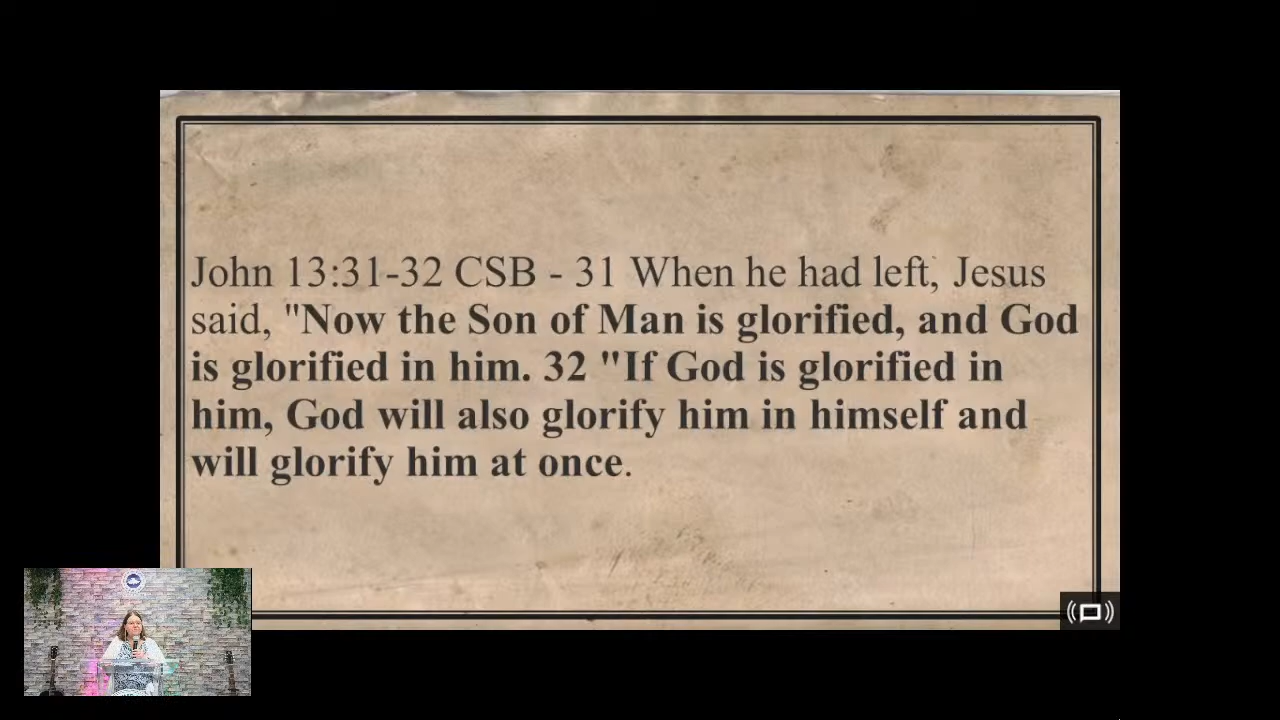 John 13:31-32 CSB - 31 When he had left, Jesus
said, "Now the Son of Man is glorified, and God
is glorified in him. 32 "If God is glorified in
him, God will also glorify him in himself and
will glorify him at once.